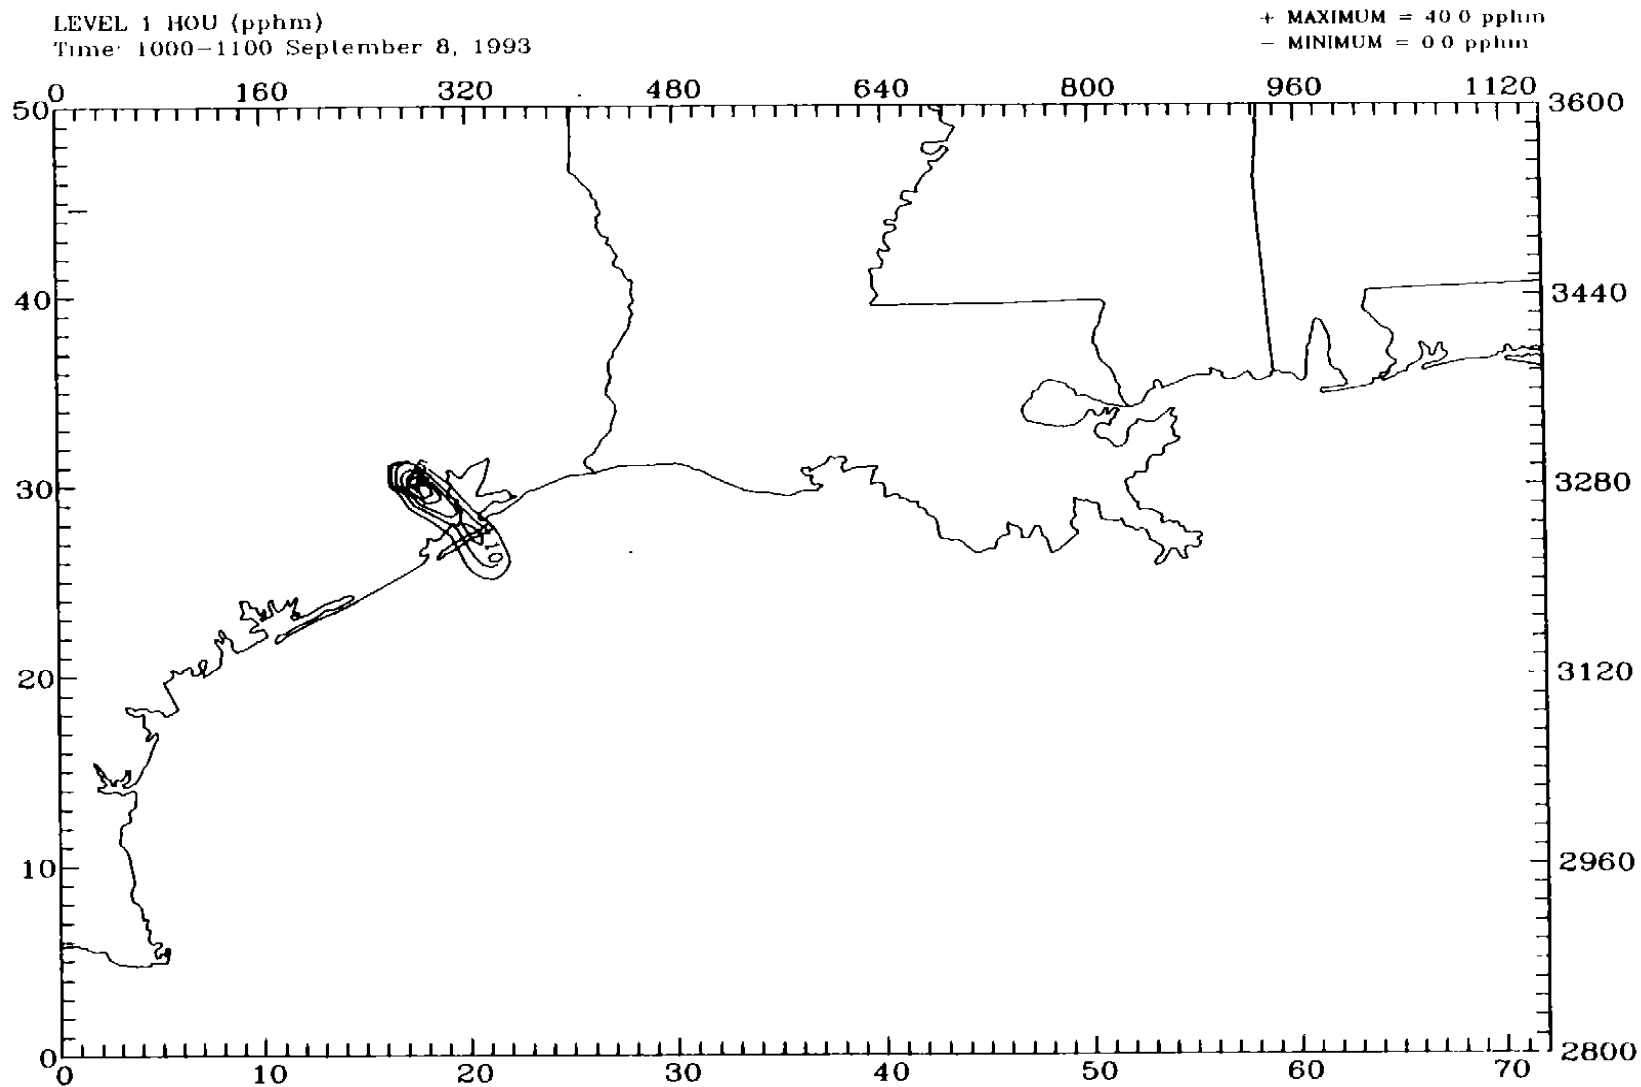 LEVEL 1 HOU (pphm)
Time: 1000-1100 September 8, 1993
+ MAXIMUM = 40.0 pphm
- MINIMUM = 0.0 pphm
0 160 320 480 640 800 960 1120
50 3600
40 3440
30 3280
10
20 3120
10 2960
0 2800
0 10 20 30 40 50 60 70